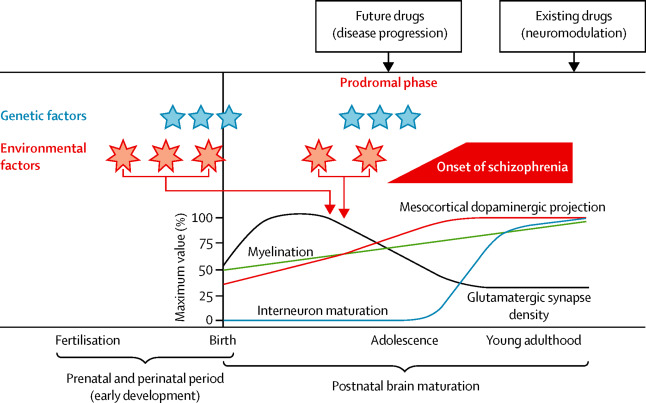 Future drugs
(disease progression)
Existing drugs
(neuromodulation)
Prodromal phase
Genetic factors
Environmental
factors
Onset of schizophrenia
Maximum value (%)
100
75
50
25
0
Mesocortical dopaminergic projection
Myelination
Interneuron maturation
Glutamatergic synapse
density
Fertilisation
Birth
Adolescence
Young adulthood
Prenatal and perinatal period
(early development)
Postnatal brain maturation